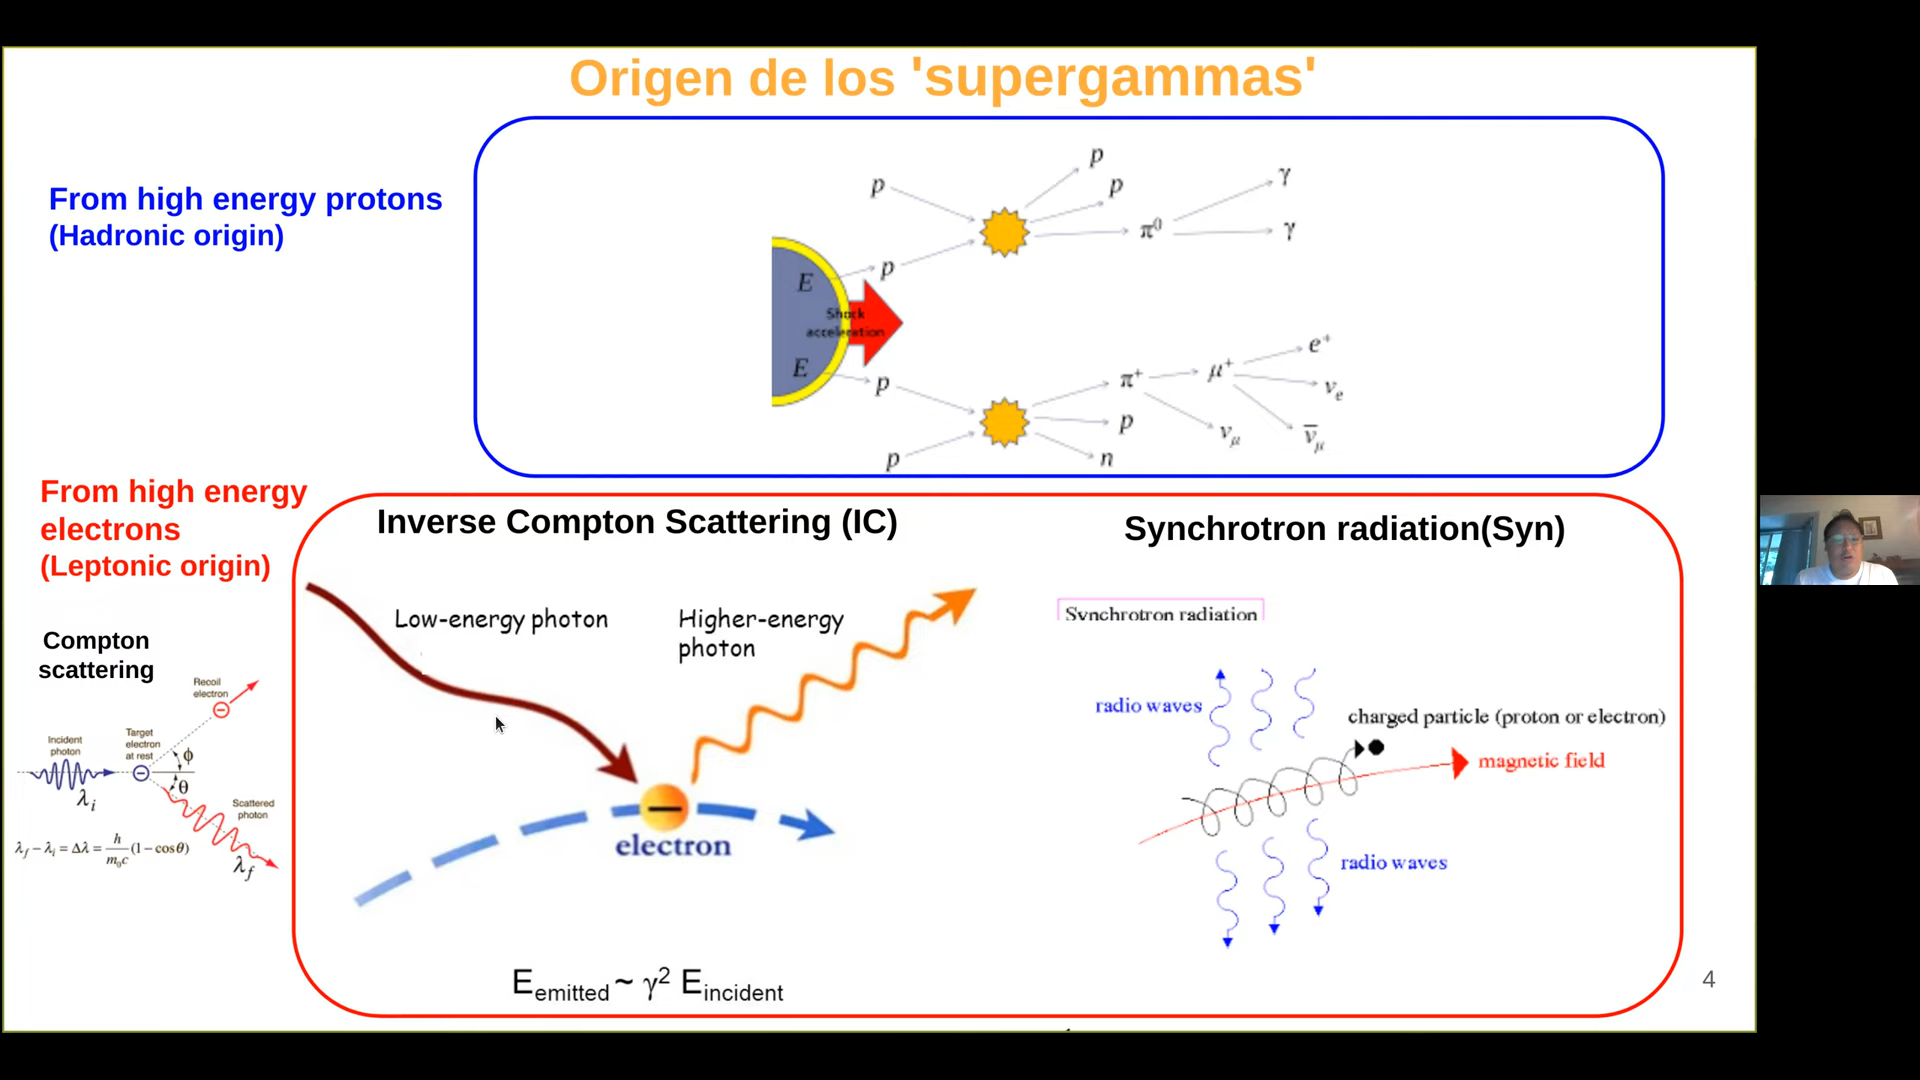 Origen de los 'supergammas'
From high energy protons
(Hadronic origin)
p
p
p
p
π⁰
γ
γ
E
Shock
acceleration
E
p
p
π⁺
p
n
μ⁺
ν_μ
e⁺
ν_e
ν̅_μ
From high energy
electrons
(Leptonic origin)
Compton
scattering
Recoil
electron
Target
electron
at rest
Incident
photon
λ_i
ϕ
θ
Scattered
photon
λ_f
λ_f − λ_i = Δλ = h/(m₀c) (1 − cosθ)
Inverse Compton Scattering (IC)
Low-energy photon
Higher-energy
photon
electron
E_emitted ~ γ² E_incident
Synchrotron radiation(Syn)
Synchrotron radiation
radio waves
charged particle (proton or electron)
magnetic field
radio waves
4